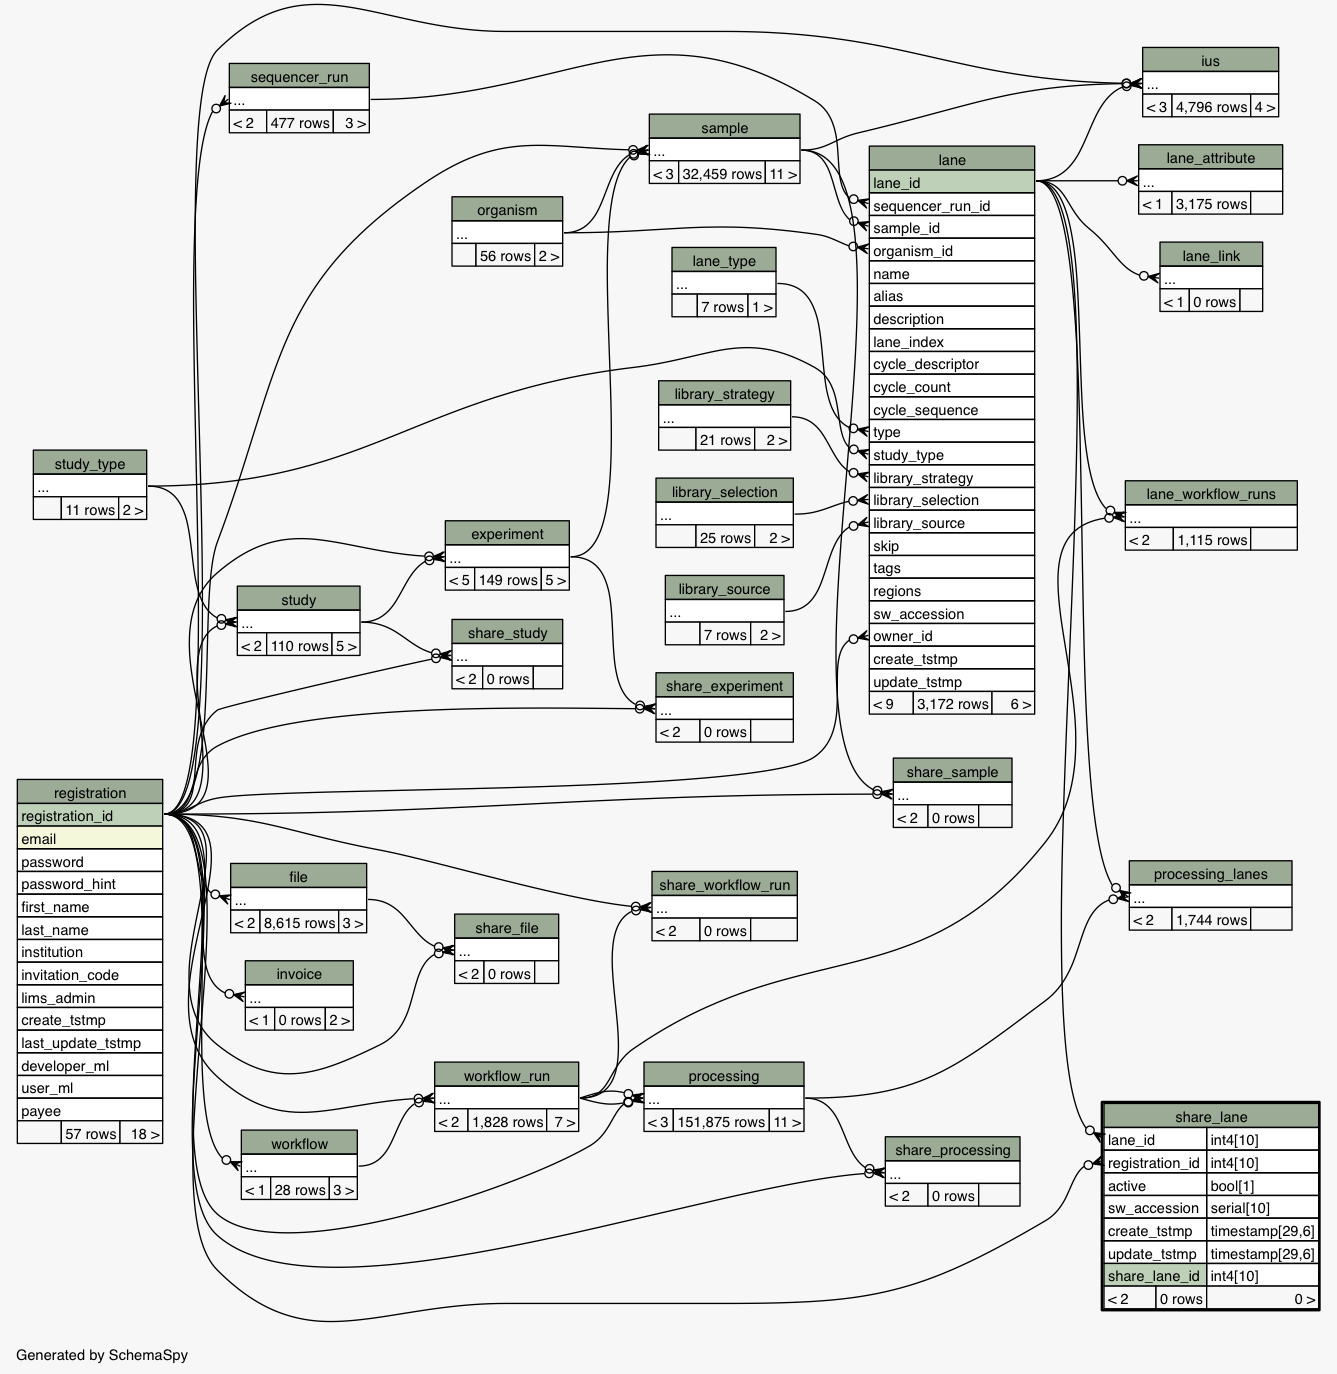 sequencer_run
...
< 2 477 rows 3 >
ius
...
< 3 4,796 rows 4 >
sample
...
< 3 32,459 rows 11 >
lane
lane_id
sequencer_run_id
sample_id
organism_id
name
alias
description
lane_index
cycle_descriptor
cycle_count
cycle_sequence
type
study_type
library_strategy
library_selection
library_source
skip
tags
regions
sw_accession
owner_id
create_tstmp
update_tstmp
< 9 3,172 rows 6 >
lane_attribute
...
< 1 3,175 rows
organism
...
56 rows 2 >
lane_type
...
7 rows 1 >
lane_link
...
< 1 0 rows
library_strategy
...
21 rows 2 >
study_type
...
11 rows 2 >
library_selection
...
25 rows 2 >
lane_workflow_runs
...
< 2 1,115 rows
experiment
...
< 5 149 rows 5 >
library_source
...
7 rows 2 >
study
...
< 2 110 rows 5 >
share_study
...
< 2 0 rows
share_experiment
...
< 2 0 rows
share_sample
...
< 2 0 rows
registration
registration_id
email
password
password_hint
first_name
last_name
institution
invitation_code
lims_admin
create_tstmp
last_update_tstmp
developer_ml
user_ml
payee
57 rows 18 >
file
...
< 2 8,615 rows 3 >
share_workflow_run
...
< 2 0 rows
processing_lanes
...
< 2 1,744 rows
share_file
...
< 2 0 rows
invoice
...
< 1 0 rows 2 >
workflow_run
...
< 2 1,828 rows 7 >
processing
...
< 3 151,875 rows 11 >
workflow
...
< 1 28 rows 3 >
share_processing
...
< 2 0 rows
share_lane
lane_id int4[10]
registration_id int4[10]
active bool[1]
sw_accession serial[10]
create_tstmp timestamp[29,6]
update_tstmp timestamp[29,6]
share_lane_id int4[10]
< 2 0 rows 0 >
Generated by SchemaSpy